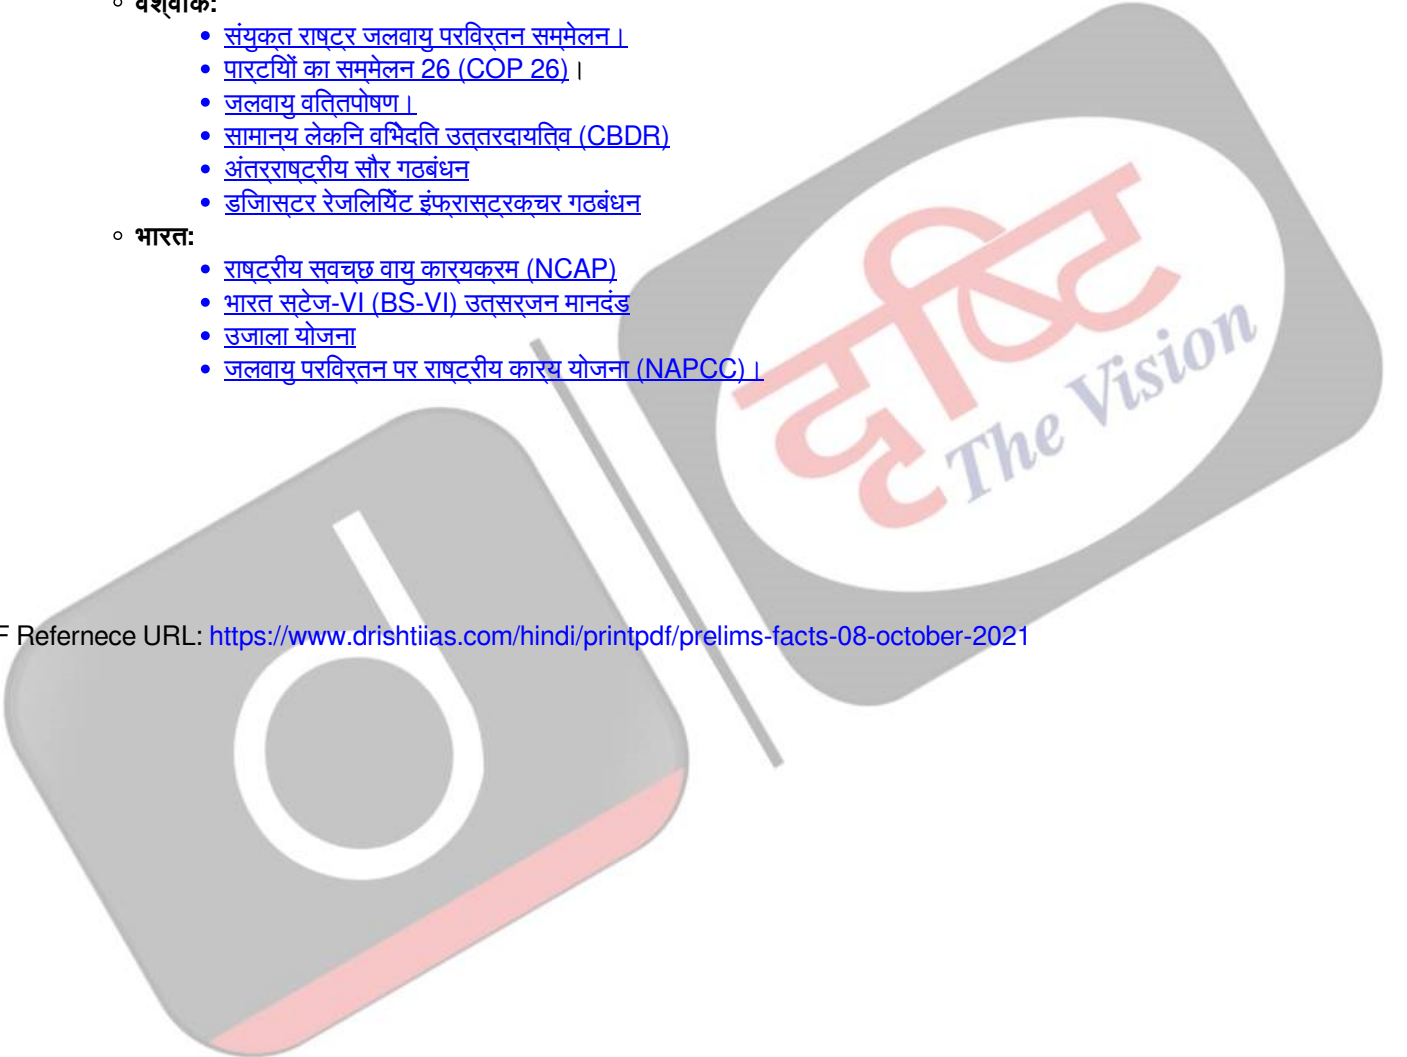 वैश्विक:
संयुक्त राष्ट्र जलवायु परिवर्तन सम्मेलन।
पार्टियों का सम्मेलन 26 (COP 26)।
जलवायु वित्तपोषण।
सामान्य लेकिन विभेदित उत्तरदायित्व (CBDR)
अंतर्राष्ट्रीय सौर गठबंधन
डिजास्टर रेजिलिएंट इंफ्रास्ट्रक्चर गठबंधन
भारत:
राष्ट्रीय स्वच्छ वायु कार्यक्रम (NCAP)
भारत स्टेज-VI (BS-VI) उत्सर्जन मानदंड
उजाला योजना
जलवायु परिवर्तन पर राष्ट्रीय कार्य योजना (NAPCC)।
दृष्टि
The Vision
d
F Refernece URL: https://www.drishtiias.com/hindi/printpdf/prelims-facts-08-october-2021